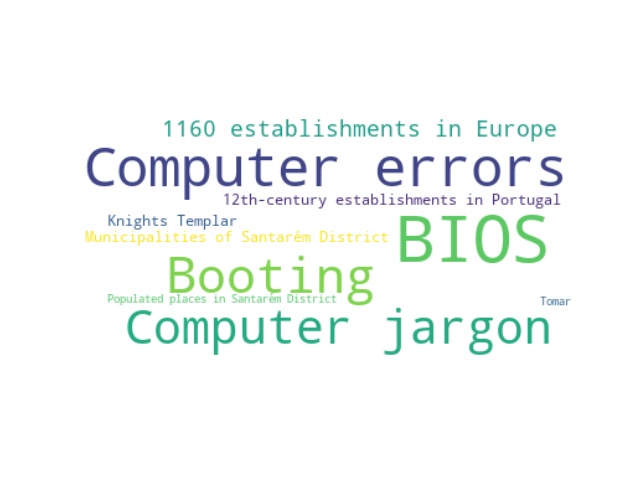 1160 establishments in Europe
Computer errors
12th-century establishments in Portugal
Knights Templar
BIOS
Municipalities of Santarém District
Booting
Populated places in Santarém District
Tomar
Computer jargon